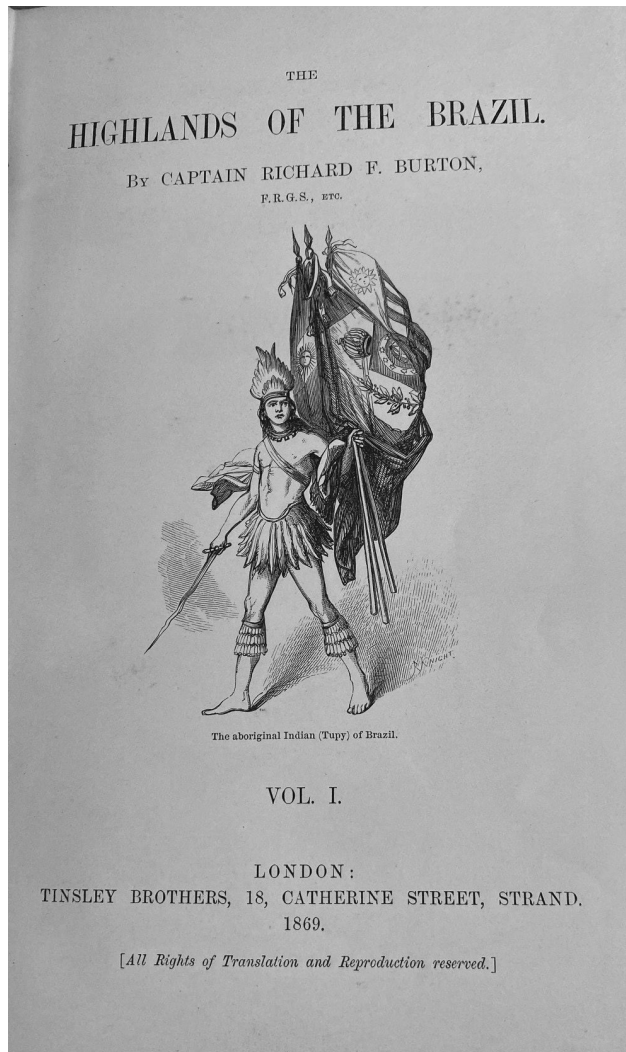 THE
HIGHLANDS OF THE BRAZIL.
BY CAPTAIN RICHARD F. BURTON,
F.R.G.S., ETC.
R. KNIGHT.
The aboriginal Indian (Tupy) of Brazil.
VOL. I.
LONDON:
TINSLEY BROTHERS, 18, CATHERINE STREET, STRAND.
1869.
[All Rights of Translation and Reproduction reserved.]